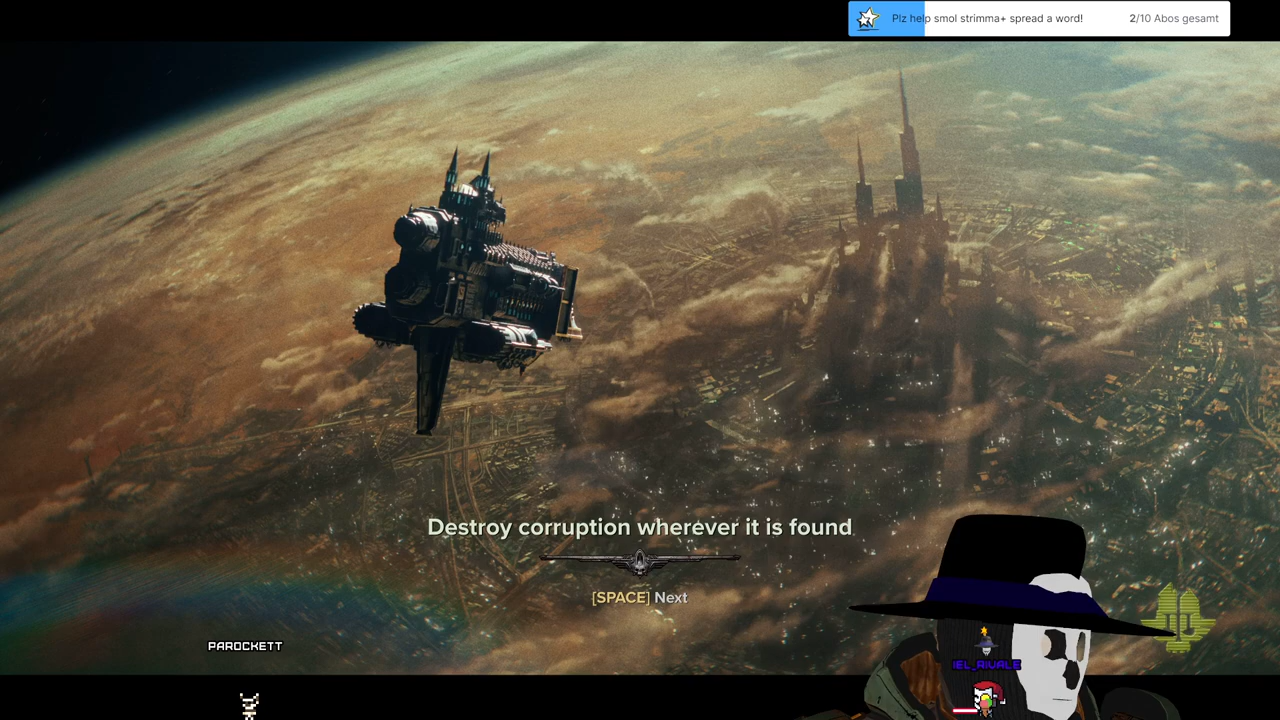 Plz help smol strimma+ spread a word! 2/10 Abos gesamt
Destroy corruption wherever it is found
[SPACE] Next
PAROCKETT
IEL_RIVALE